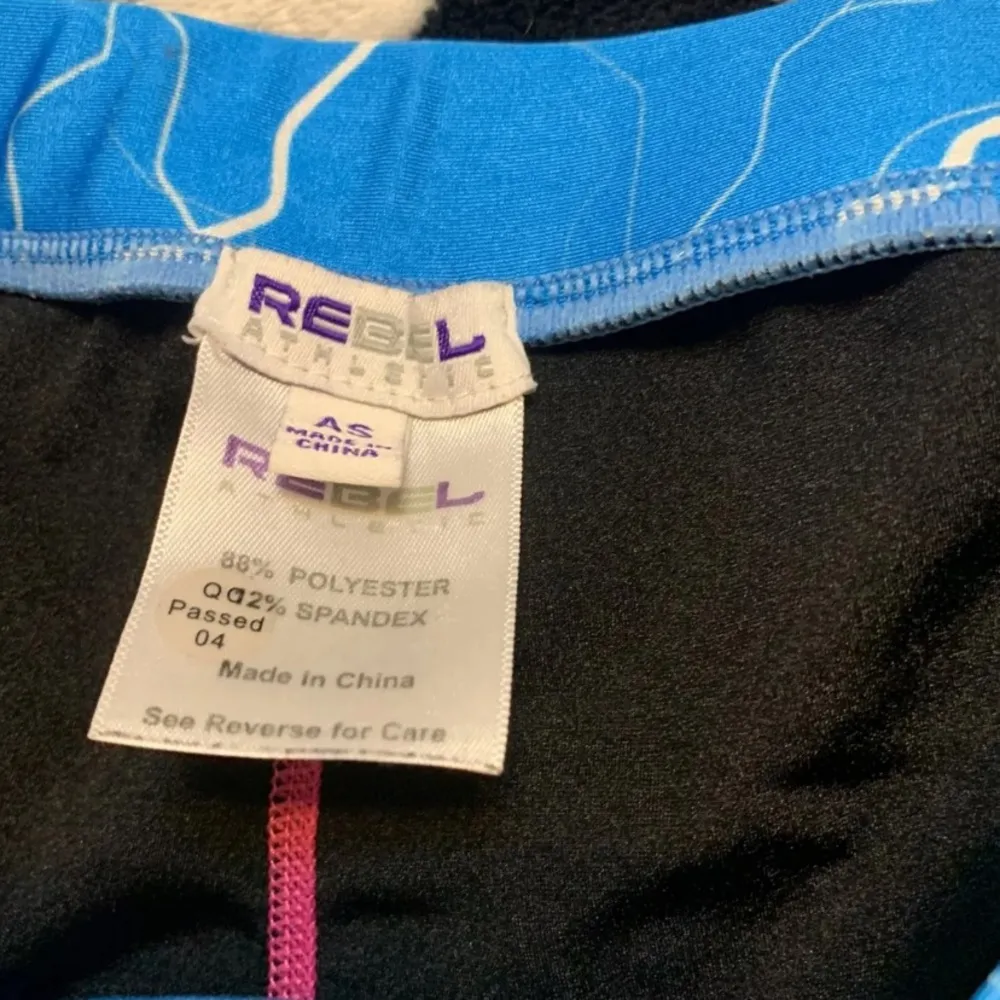 REBEL
ATHLETIC
AS
MADE IN
CHINA
REBEL
ATHLETIC
88% POLYESTER
12% SPANDEX
QC
Passed
04
Made in China
See Reverse for Care